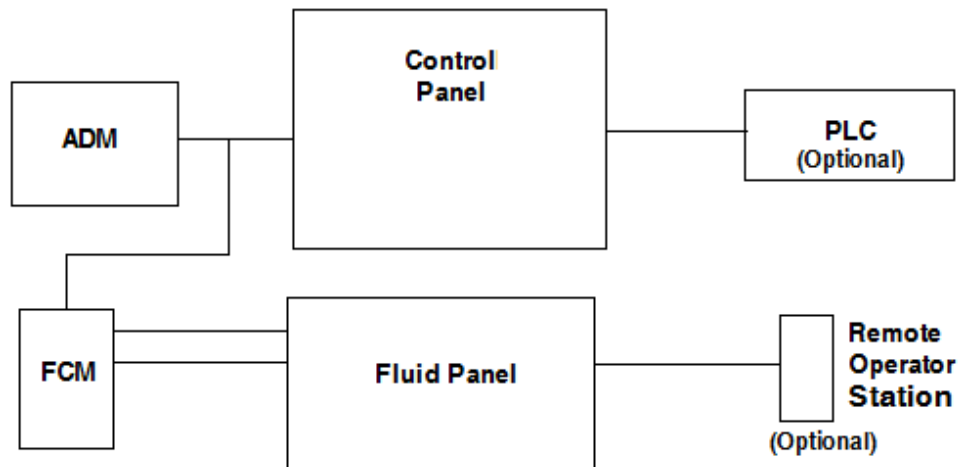 Control
Panel
ADM
PLC
(Optional)
FCM
Fluid Panel
Remote
Operator
Station
(Optional)